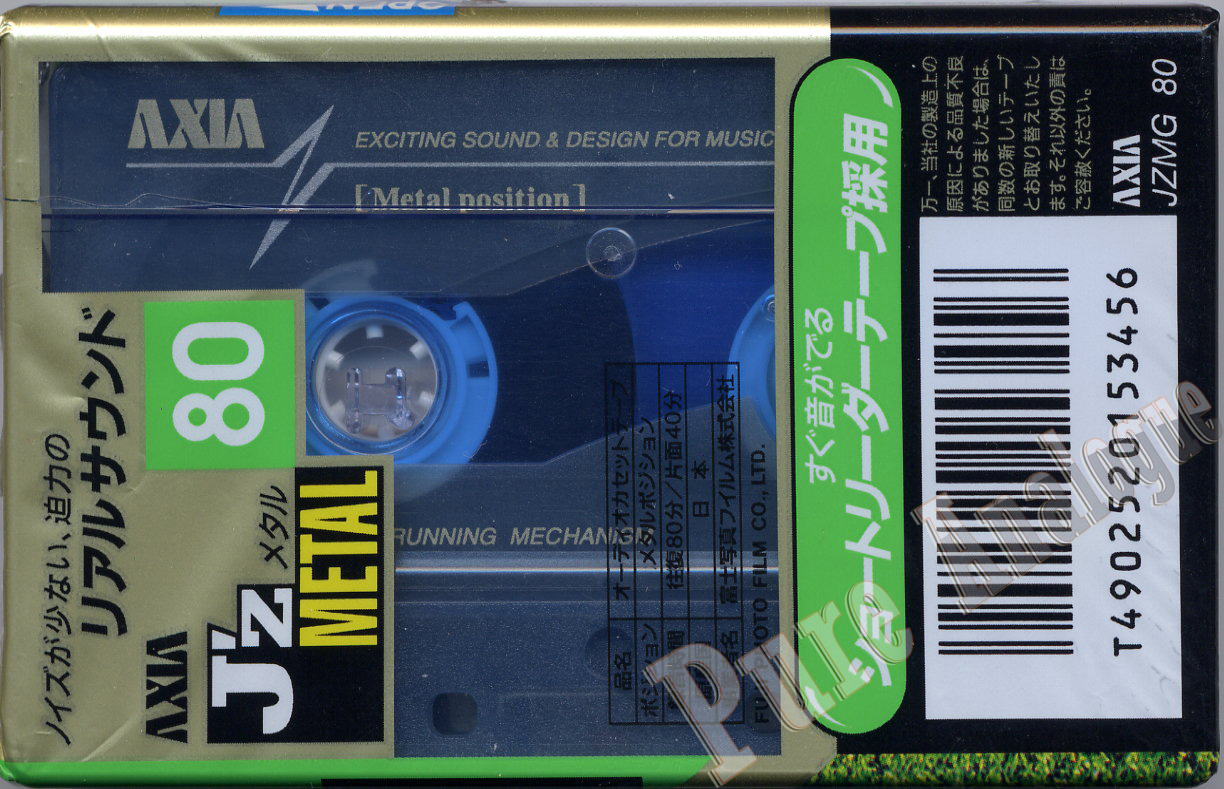 AXIA
EXCITING SOUND & DESIGN FOR MUSIC
[Metal position]
RUNNING MECHANISM
ノイズが少ない、迫力の
リアルサウンド
80
AXIA
J'z
メタル
METAL
品名 オーディオカセットテープ
ポジション メタルポジション
往復80分/片面40分
日本
富士写真フイルム株式会社
FUJI PHOTO FILM CO., LTD.
すぐ音がでる
ショートリーダーテープ採用
万一、当社の製造上の
原因による品質不良
がありました場合は、
同数の新しいテープ
とお取り替えいたし
ます。それ以外の責は
ご容赦ください。
AXIA
JZMG 80
T4902520153456
Pure Analogue